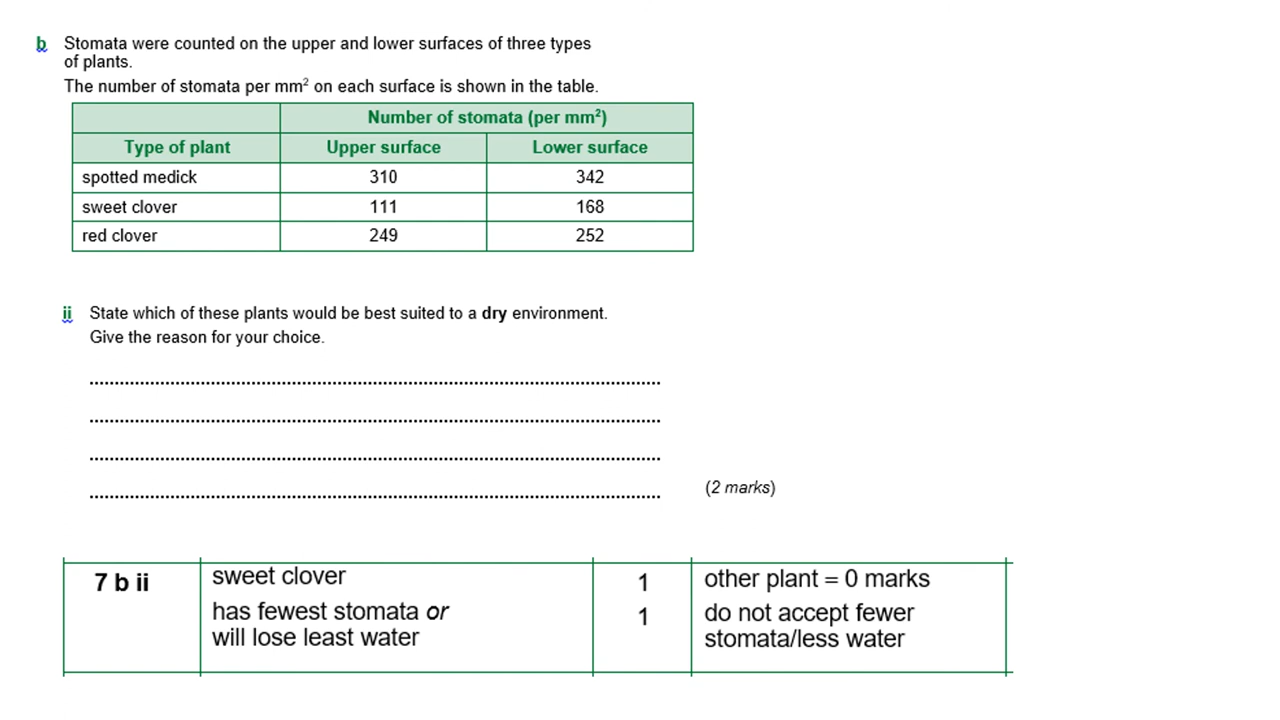 b Stomata were counted on the upper and lower surfaces of three types
of plants.
The number of stomata per mm² on each surface is shown in the table.
Number of stomata (per mm²)
Type of plant Upper surface Lower surface
spotted medick 310 342
sweet clover 111 168
red clover 249 252
ii State which of these plants would be best suited to a dry environment.
Give the reason for your choice.
(2 marks)
7 b ii sweet clover 1 other plant = 0 marks
has fewest stomata or 1 do not accept fewer
will lose least water stomata/less water